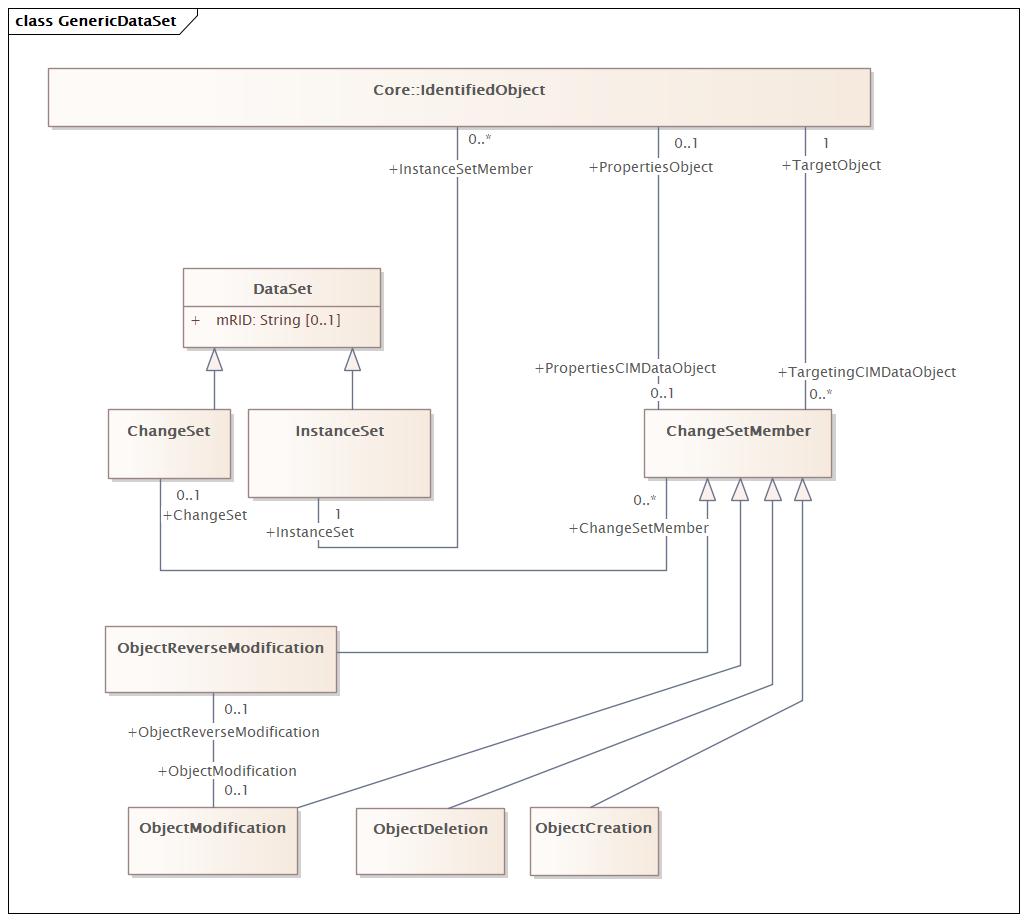 class GenericDataSet
Core::IdentifiedObject
0..*
+InstanceSetMember
0..1
+PropertiesObject
1
+TargetObject
DataSet
+ mRID: String [0..1]
+PropertiesCIMDataObject
0..1
+TargetingCIMDataObject
0..*
ChangeSet
InstanceSet
ChangeSetMember
0..1
+ChangeSet
1
+InstanceSet
0..*
+ChangeSetMember
ObjectReverseModification
0..1
+ObjectReverseModification
+ObjectModification
0..1
ObjectModification
ObjectDeletion
ObjectCreation